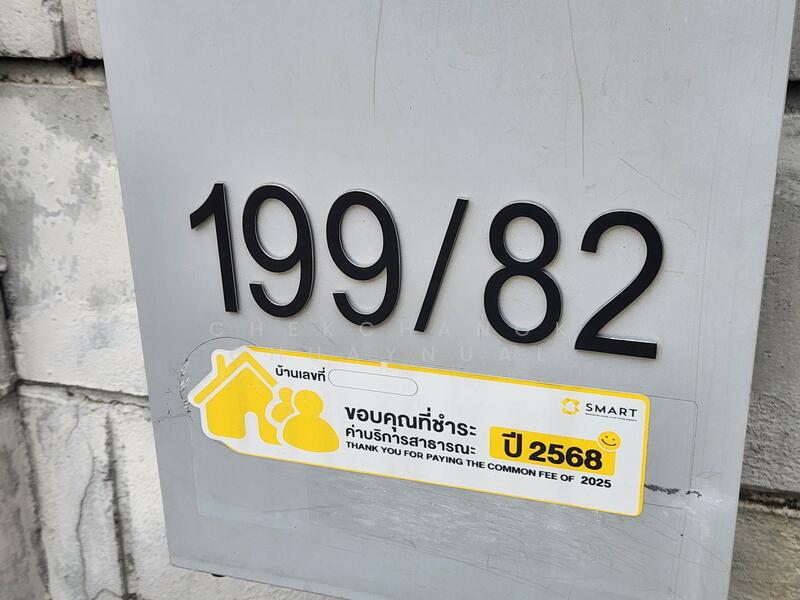 199/82
CHEKCHANOK
HUAYNUAL
บ้านเลขที่
SMART
ขอบคุณที่ชำระ
ค่าบริการสาธารณะ
ปี 2568
THANK YOU FOR PAYING THE COMMON FEE OF 2025